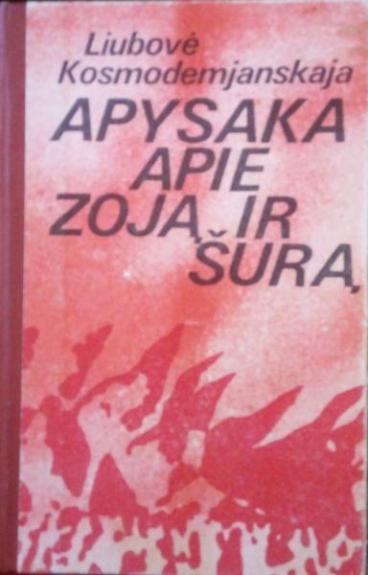 Liubovė
Kosmodemjanskaja
APYSAKA
APIE
ZOJĄ IR
ŠURĄ